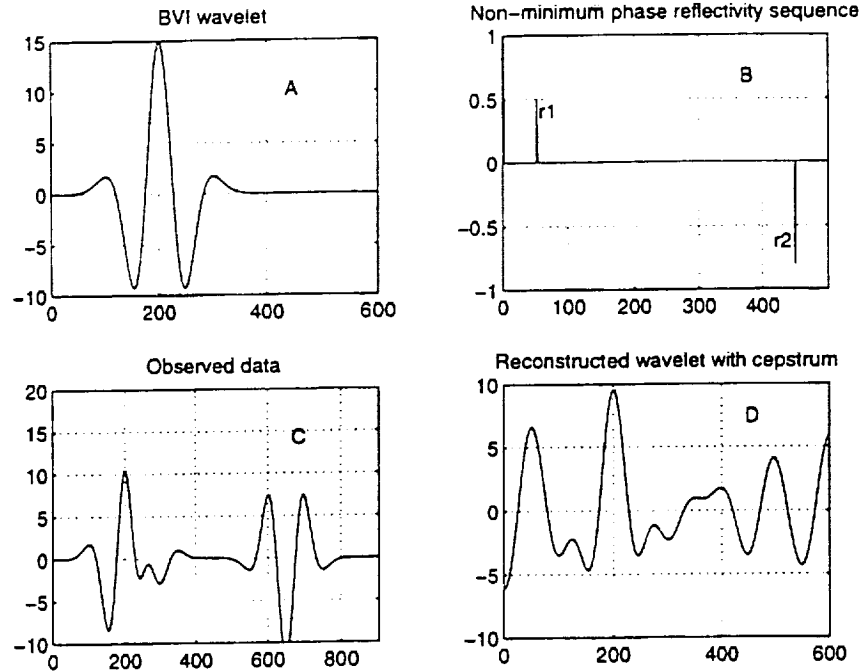 BVI wavelet
15
10
5
0
−5
−10
A
0 200 400 600
Non−minimum phase reflectivity sequence
1
0.5
0
−0.5
−1
B
r1
r2
0 100 200 300 400
Observed data
20
15
10
5
0
−5
−10
C
0 200 400 600 800
Reconstructed wavelet with cepstrum
10
5
0
−5
−10
D
0 200 400 600